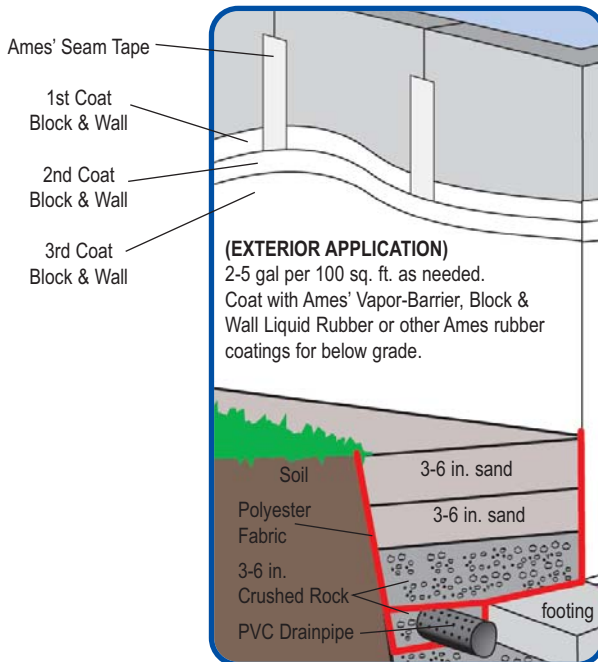 Ames' Seam Tape
1st Coat
Block & Wall
2nd Coat
Block & Wall
3rd Coat
Block & Wall
(EXTERIOR APPLICATION)
2-5 gal per 100 sq. ft. as needed.
Coat with Ames' Vapor-Barrier, Block &
Wall Liquid Rubber or other Ames rubber
coatings for below grade.
Soil
3-6 in. sand
Polyester
Fabric
3-6 in. sand
3-6 in.
Crushed Rock
PVC Drainpipe
footing